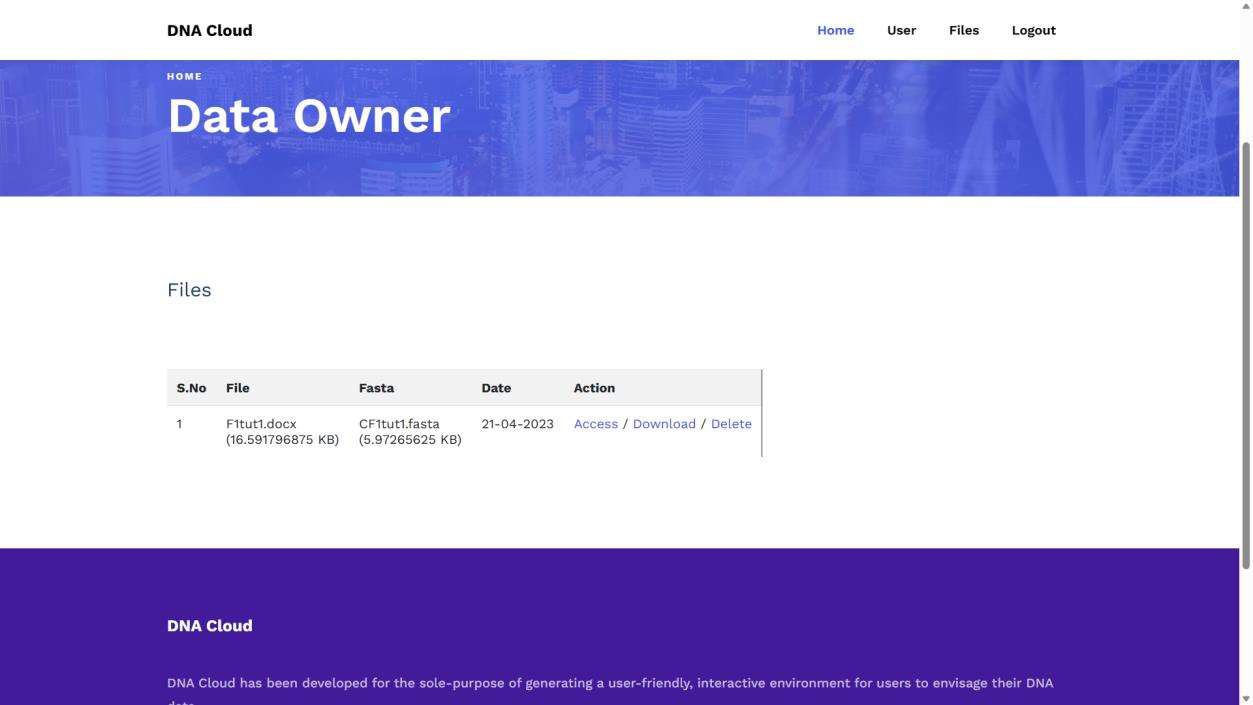 DNA Cloud
Home User Files Logout
HOME
Data Owner
Files
S.No File Fasta Date Action
1 F1tut1.docx CF1tut1.fasta 21-04-2023 Access / Download / Delete
(16.591796875 KB) (5.97265625 KB)
DNA Cloud
DNA Cloud has been developed for the sole-purpose of generating a user-friendly, interactive environment for users to envisage their DNA